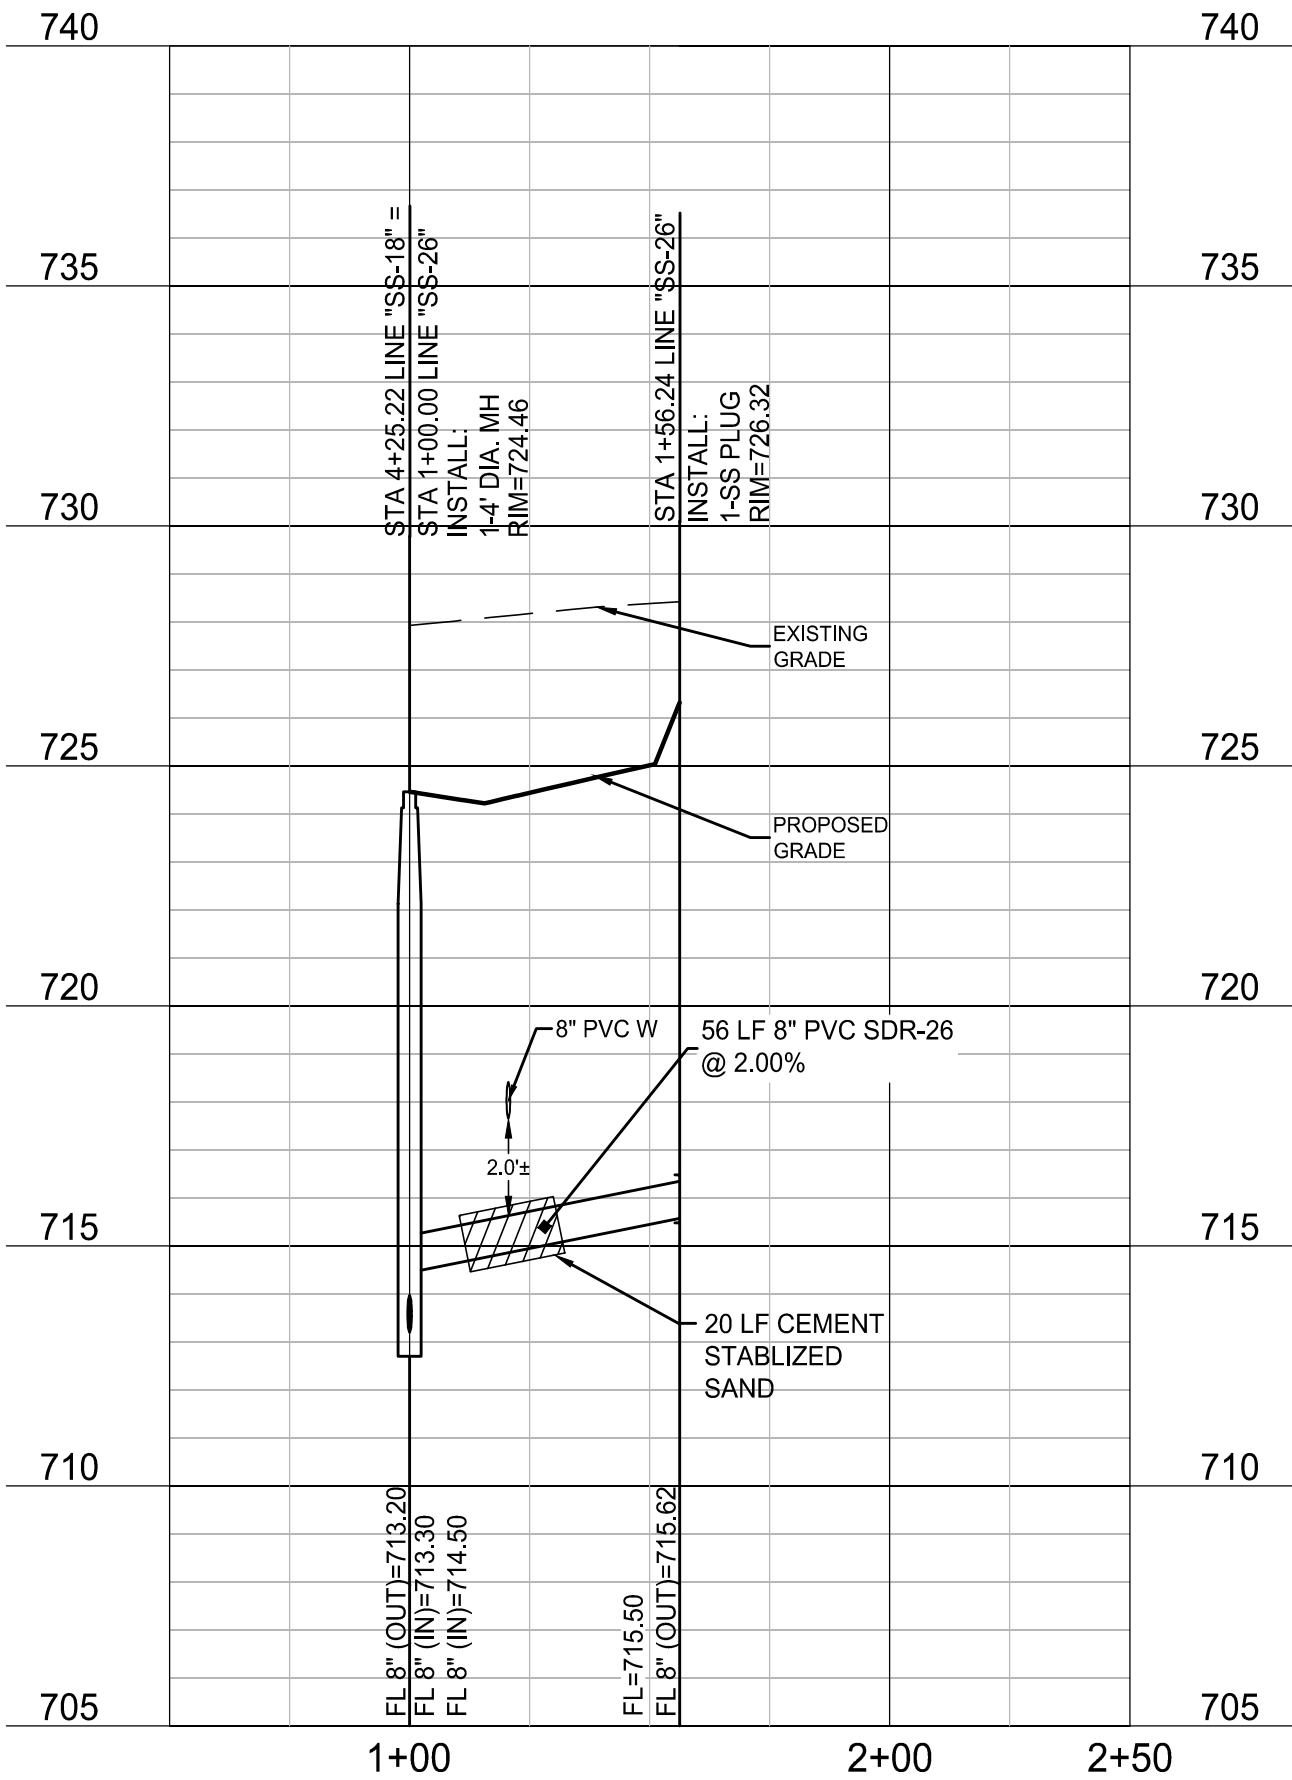 740
740
735
735
730
730
725
725
720
720
715
715
710
710
705
705
STA 4+25.22 LINE "SS-18" =
STA 1+00.00 LINE "SS-26"
INSTALL:
1-4' DIA. MH
RIM=724.46
STA 1+56.24 LINE "SS-26"
INSTALL:
1-SS PLUG
RIM=726.32
EXISTING
GRADE
PROPOSED
GRADE
8" PVC W
56 LF 8" PVC SDR-26
@ 2.00%
2.0'±
20 LF CEMENT
STABLIZED
SAND
FL 8" (OUT)=713.20
FL 8" (IN)=713.30
FL 8" (IN)=714.50
FL=715.50
FL 8" (OUT)=715.62
1+00
2+00
2+50